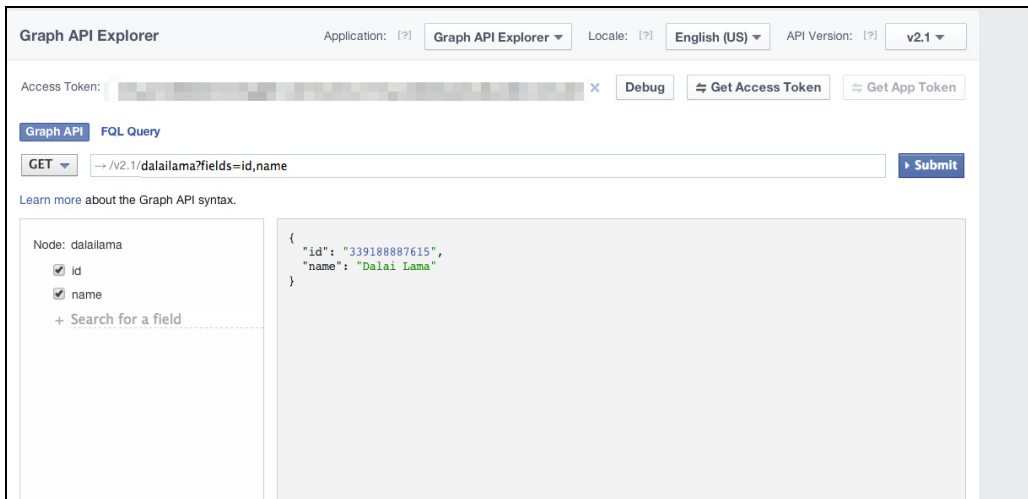 Graph API Explorer Application: [?] Graph API Explorer Locale: [?] English (US) API Version: [?] v2.1
Access Token: × Debug Get Access Token Get App Token
Graph API FQL Query
GET → /v2.1/dalailama?fields=id,name Submit
Learn more about the Graph API syntax.
Node: dalailama
id
name
+ Search for a field
{
"id": "339188887615",
"name": "Dalai Lama"
}